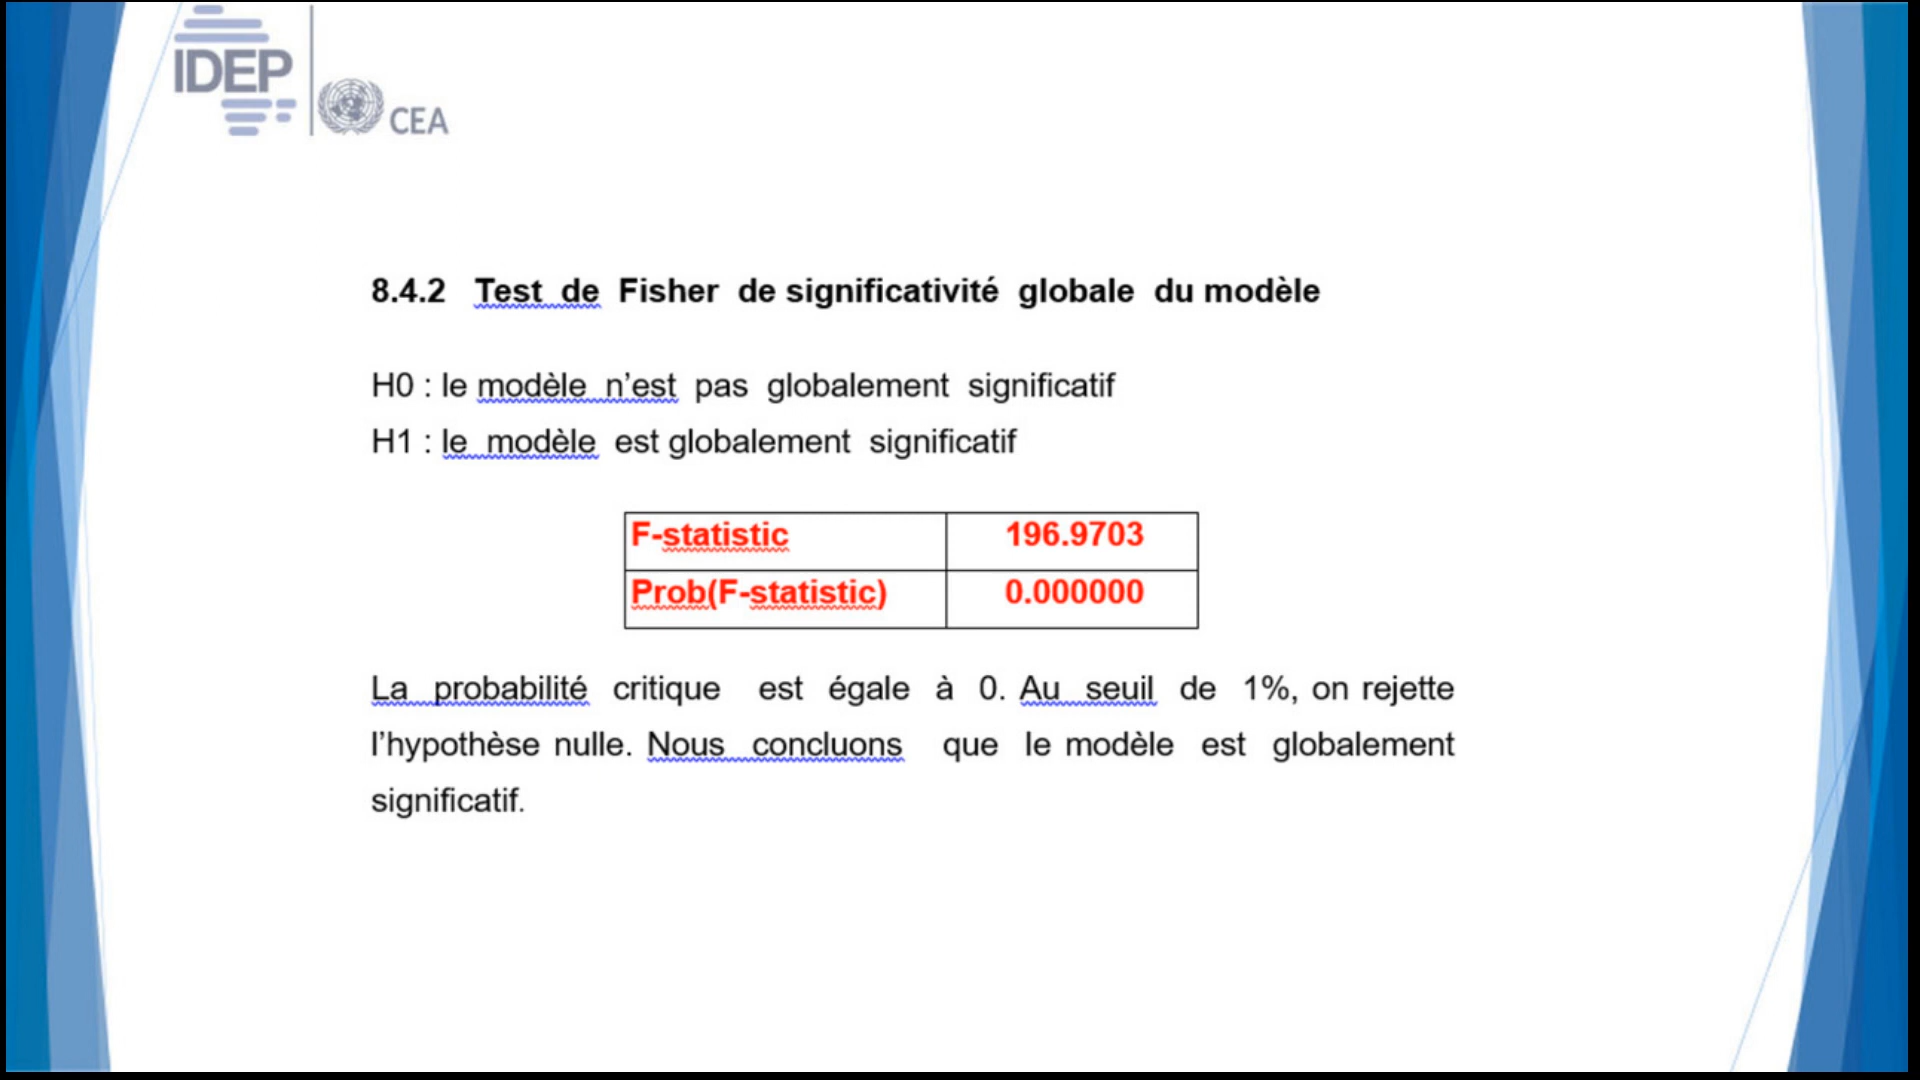 IDEP
CEA
8.4.2 Test de Fisher de significativité globale du modèle
H0 : le modèle n’est pas globalement significatif
H1 : le modèle est globalement significatif
F-statistic 196.9703
Prob(F-statistic) 0.000000
La probabilité critique est égale à 0. Au seuil de 1%, on rejette
l’hypothèse nulle. Nous concluons que le modèle est globalement
significatif.